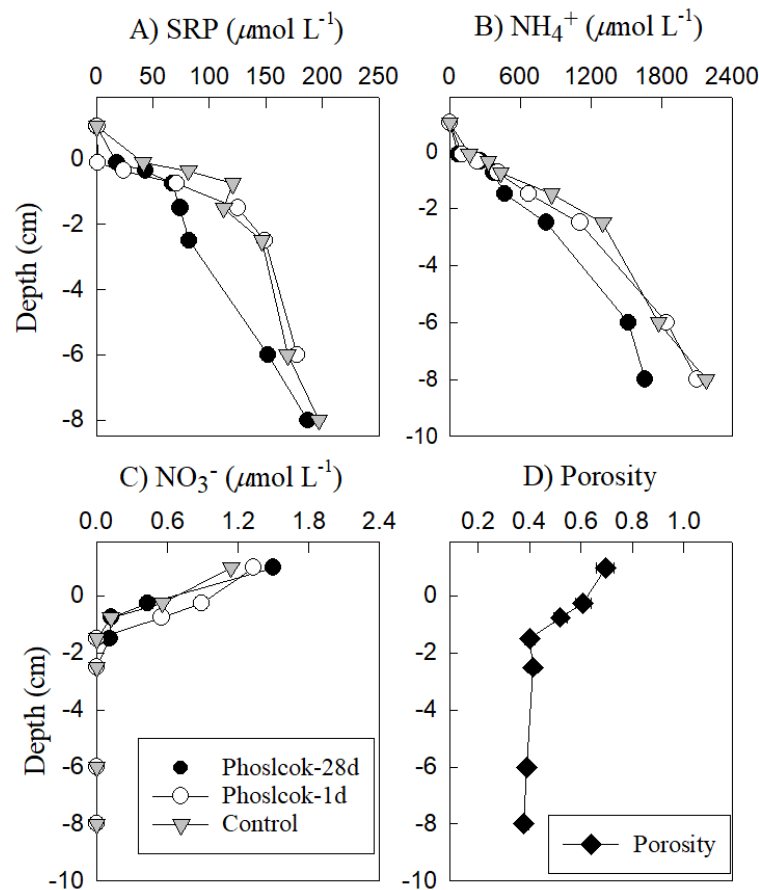 A) SRP (μmol L⁻¹)
0 50 100 150 200 250
B) NH₄⁺ (μmol L⁻¹)
0 600 1200 1800 2400
Depth (cm)
0
-2
-4
-6
-8
0
-2
-4
-6
-8
-10
C) NO₃⁻ (μmol L⁻¹)
0.0 0.6 1.2 1.8 2.4
D) Porosity
0.2 0.4 0.6 0.8 1.0
Depth (cm)
0
-2
-4
-6
-8
-10
Phoslcok-28d
Phoslcok-1d
Control
0
-2
-4
-6
-8
-10
Porosity